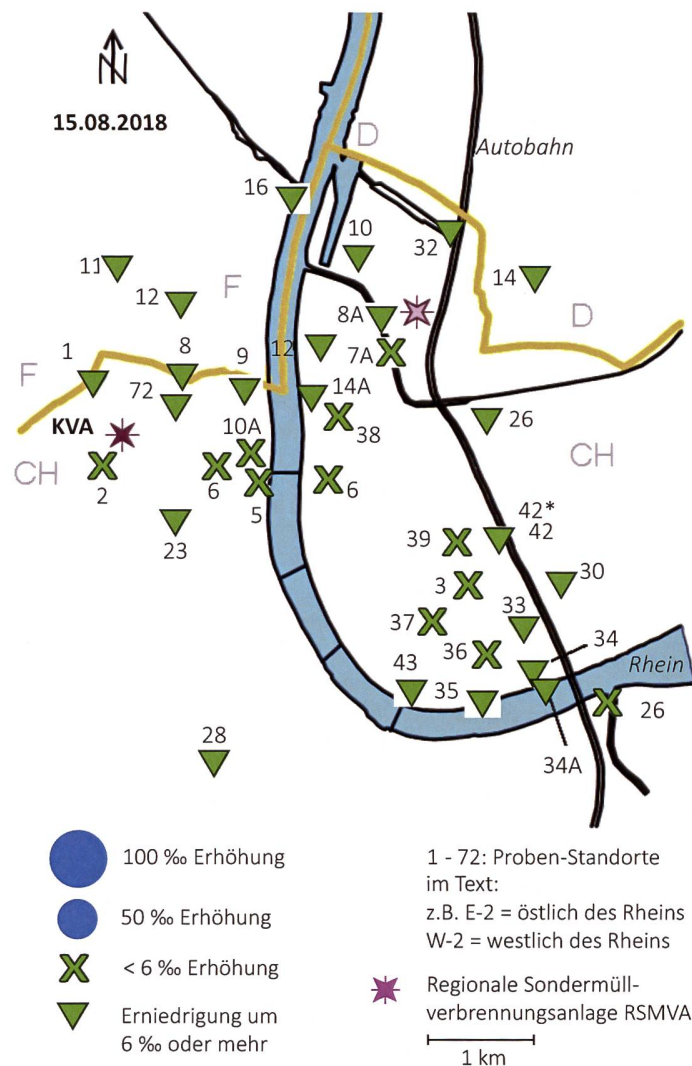 N
15.08.2018
D
Autobahn
16
10
32
11
14
12
F
8A
D
12
7A
1
8
9
F
72
14A
KVA
38
26
10A
CH
CH
2
6
5
6
42*
42
23
39
30
3
33
37
34
36
43
35
Rhein
26
34A
28
100 ‰ Erhöhung
50 ‰ Erhöhung
< 6 ‰ Erhöhung
Erniedrigung um
6 ‰ oder mehr
1 - 72: Proben-Standorte
im Text:
z.B. E-2 = östlich des Rheins
W-2 = westlich des Rheins
Regionale Sondermüll-
verbrennungsanlage RSMVA
1 km